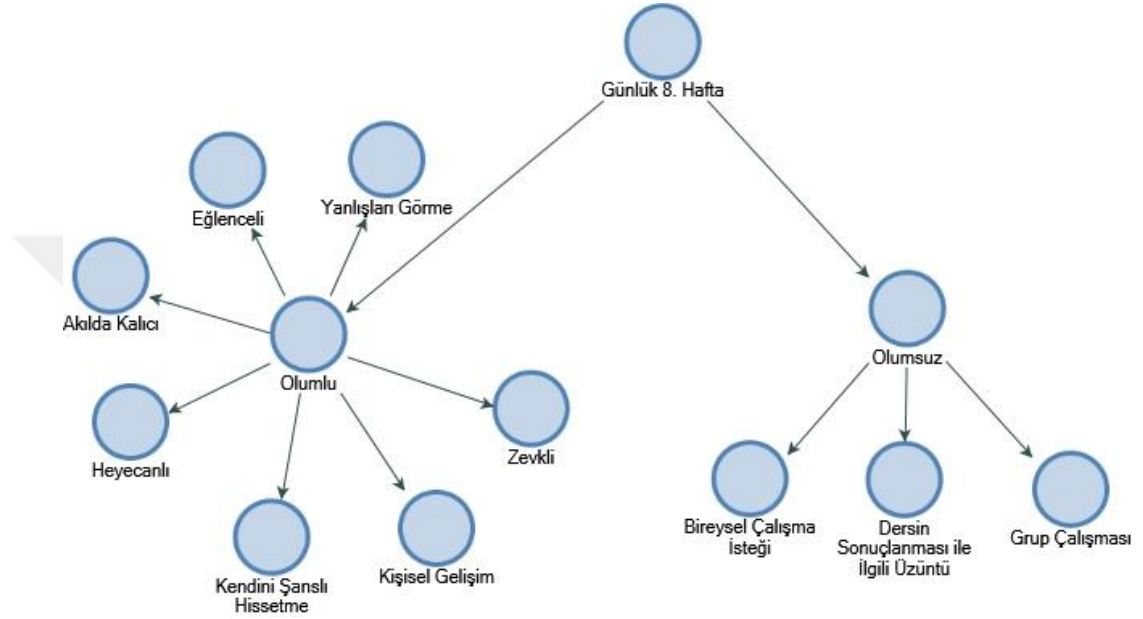 Günlük 8. Hafta
Eğlenceli
Yanlışları Görme
Akılda Kalıcı
Olumlu
Olumsuz
Heyecanlı
Zevkli
Kendini Şanslı
Hissetme
Kişisel Gelişim
Bireysel Çalışma
İsteği
Dersin
Sonuçlanması ile
İlgili Üzüntü
Grup Çalışması